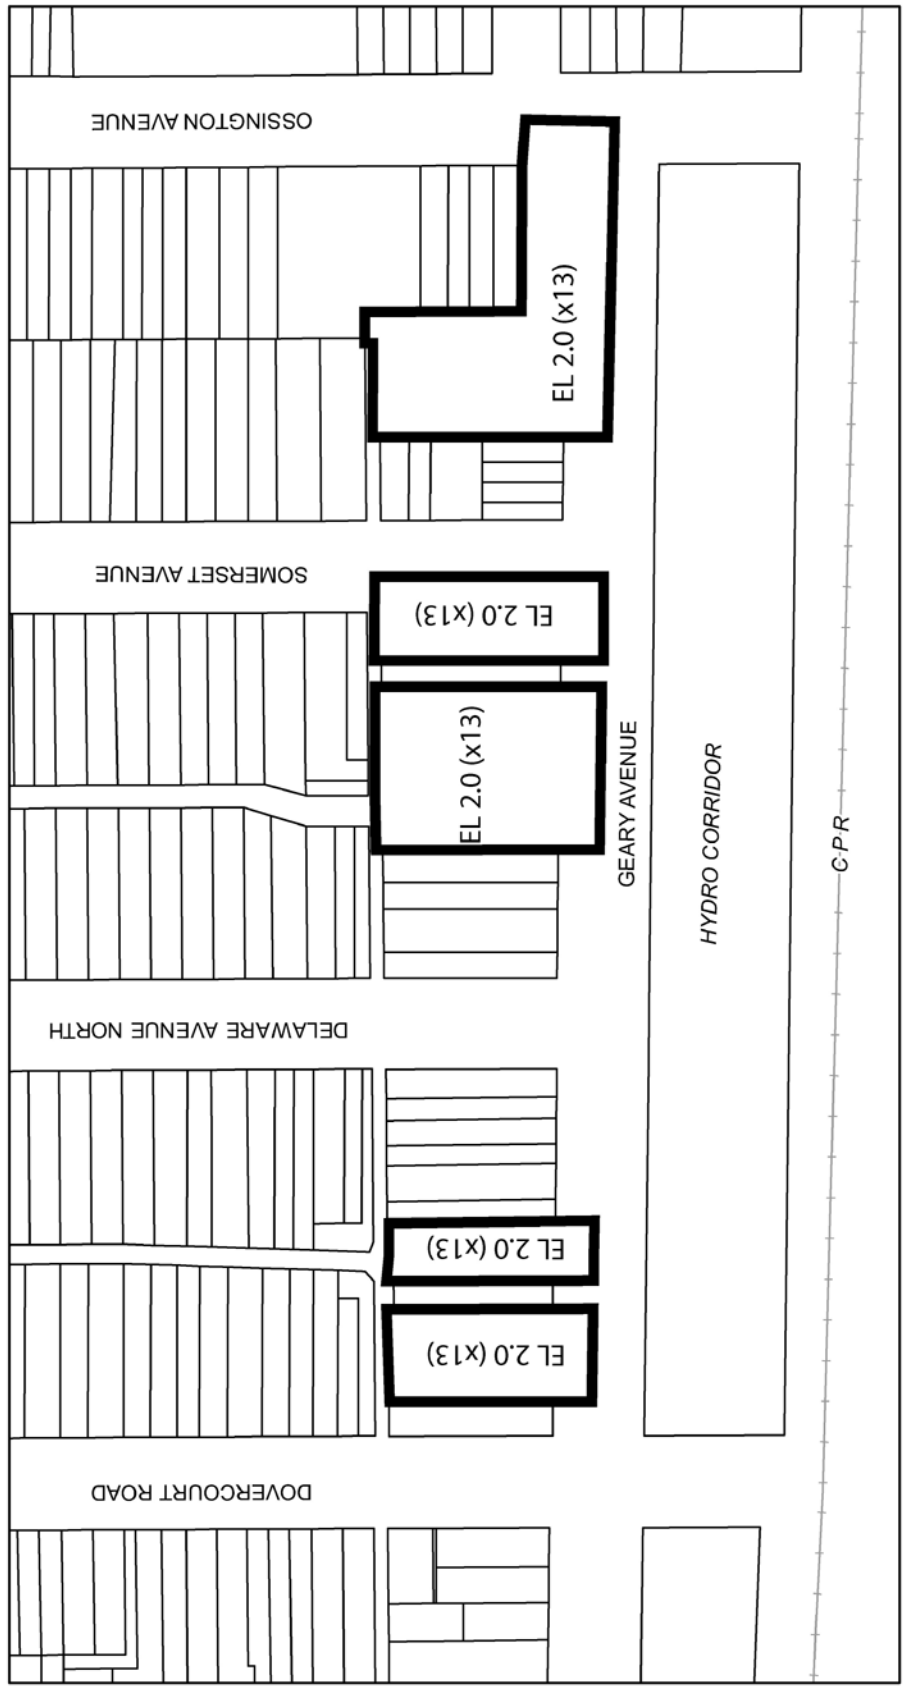 OSSINGTON AVENUE
EL 2.0 (x13)
SOMERSET AVENUE
EL 2.0 (x13)
EL 2.0 (x13)
GEARY AVENUE
HYDRO CORRIDOR
C-P-R
DELAWARE AVENUE NORTH
EL 2.0 (x13)
EL 2.0 (x13)
DOVERCOURT ROAD